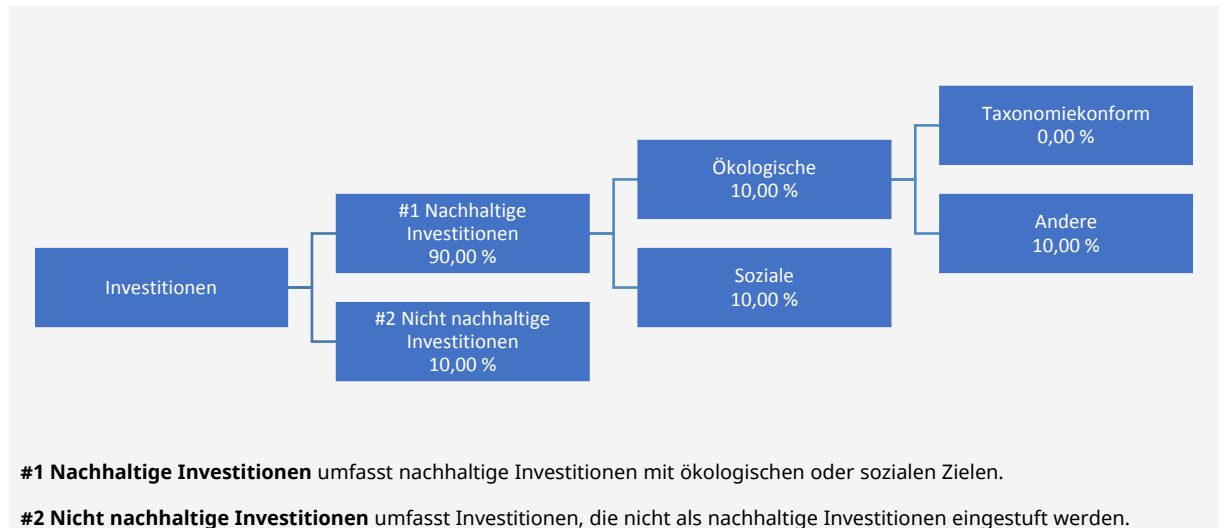 Taxonomiekonform
0,00 %
Ökologische
10,00 %
#1 Nachhaltige
Investitionen
90,00 %
Andere
10,00 %
Investitionen
Soziale
10,00 %
#2 Nicht nachhaltige
Investitionen
10,00 %
#1 Nachhaltige Investitionen umfasst nachhaltige Investitionen mit ökologischen oder sozialen Zielen.
#2 Nicht nachhaltige Investitionen umfasst Investitionen, die nicht als nachhaltige Investitionen eingestuft werden.